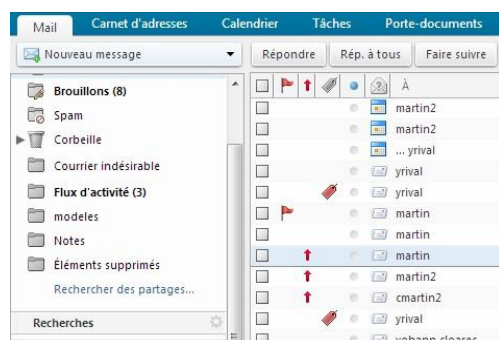 Mail Carnet d'adresses Calendrier Tâches Porte-documents
Nouveau message Répondre Rép. à tous Faire suivre
Brouillons (8)
Spam
Corbeille
Courrier indésirable
Flux d'activité (3)
modeles
Notes
Éléments supprimés
Rechercher des partages...
Recherches
À
martin2
martin2
... yrival
yrival
yrival
martin
martin
martin
martin2
cmartin2
yrival